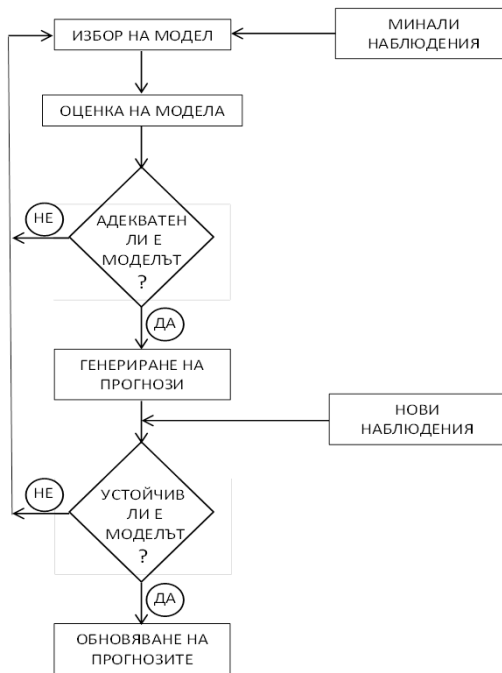 ИЗБОР НА МОДЕЛ
МИНАЛИ
НАБЛЮДЕНИЯ
ОЦЕНКА НА МОДЕЛА
НЕ
АДЕКВАТЕН
ЛИ Е
МОДЕЛЪТ
?
ДА
ГЕНЕРИРАНЕ НА
ПРОГНОЗИ
НОВИ
НАБЛЮДЕНИЯ
НЕ
УСТОЙЧИВ
ЛИ Е
МОДЕЛЪТ
?
ДА
ОБНОВЯВАНЕ НА
ПРОГНОЗИТЕ